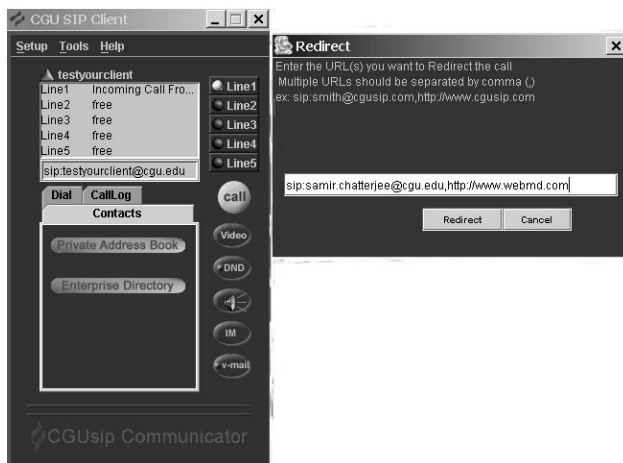 CGU SIP Client
Setup Tools Help
testyourclient
Line1 Incoming Call Fro...
Line2 free
Line3 free
Line4 free
Line5 free
sip:testyourclient@cgu.edu
Line1
Line2
Line3
Line4
Line5
Dial CallLog
Contacts
Private Address Book
Enterprise Directory
call
Video
DND
IM
v-mail
CGUsip Communicator
Redirect
Enter the URL(s) you want to Redirect the call
Multiple URLs should be separated by comma (,)
ex: sip:smith@cgusip.com,http://www.cgusip.com
sip:samir.chatterjee@cgu.edu,http://www.webmd.com
Redirect Cancel